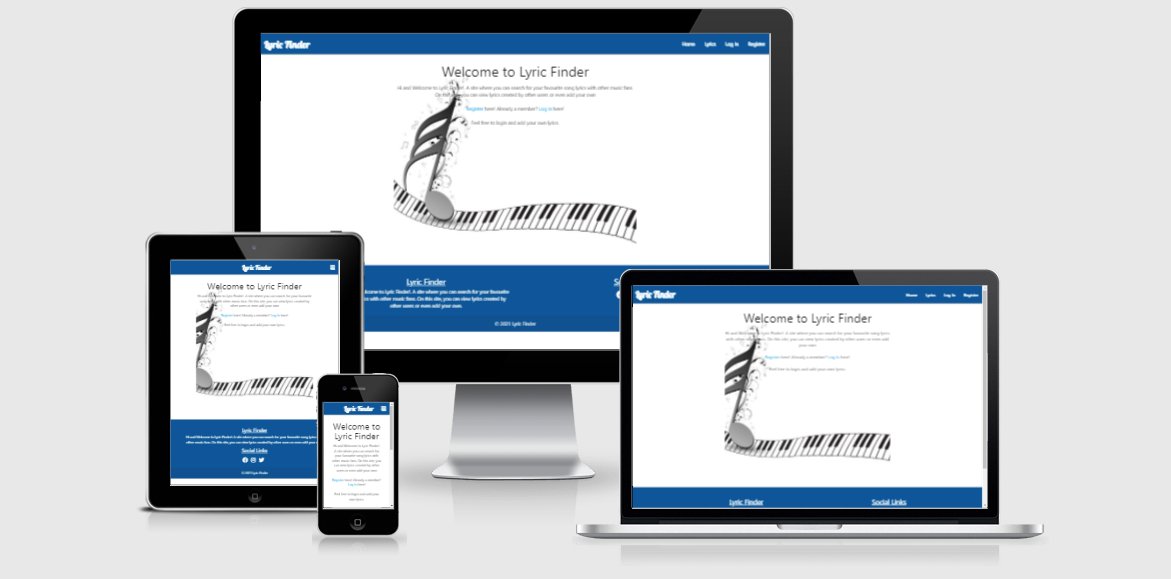 Lyric Finder
Home Lyrics Log In Register
Welcome to Lyric Finder
Hi and Welcome to Lyric Finder!. A site where you can search for your favourite song lyrics with other music fans.
On this site, you can view lyrics created by other users or even add your own.
Register here! Already a member? Log In here!
Feel free to login and add your own lyrics.
Lyric Finder
Welcome to Lyric Finder!. A site where you can search for your favourite
lyrics with other music fans. On this site, you can view lyrics created by
other users or even add your own.
© 2021 Lyric Finder
Lyric Finder
Welcome to Lyric Finder
Hi and Welcome to Lyric Finder!. A site where you can search for your favourite
song lyrics with other music fans. On this site, you can view lyrics created by
other users or even add your own.
Register here! Already a member? Log In here!
Feel free to login and add your own lyrics.
Lyric Finder
Hi and Welcome to Lyric Finder!. A site where you can search for your favourite song lyrics with
other music fans. On this site, you can view lyrics created by other users or even add your own.
Social Links
© 2021 Lyric Finder
Lyric Finder
Welcome to
Lyric Finder
Hi and Welcome to Lyric Finder!.
A site where you can search for
your favourite song lyrics with
other music fans. On this site, you
can view lyrics created by other
users or even add your own.
Register here! Already a member?
Log In here!
Feel free to login and add your
own lyrics.
Lyric Finder
Home Lyrics Log In Register
Welcome to Lyric Finder
Hi and Welcome to Lyric Finder!. A site where you can search for your favourite song lyrics
with other music fans. On this site, you can view lyrics created by other users or even add
your own.
Register here! Already a member? Log In here!
Feel free to login and add your own lyrics.
Lyric Finder
Social Links